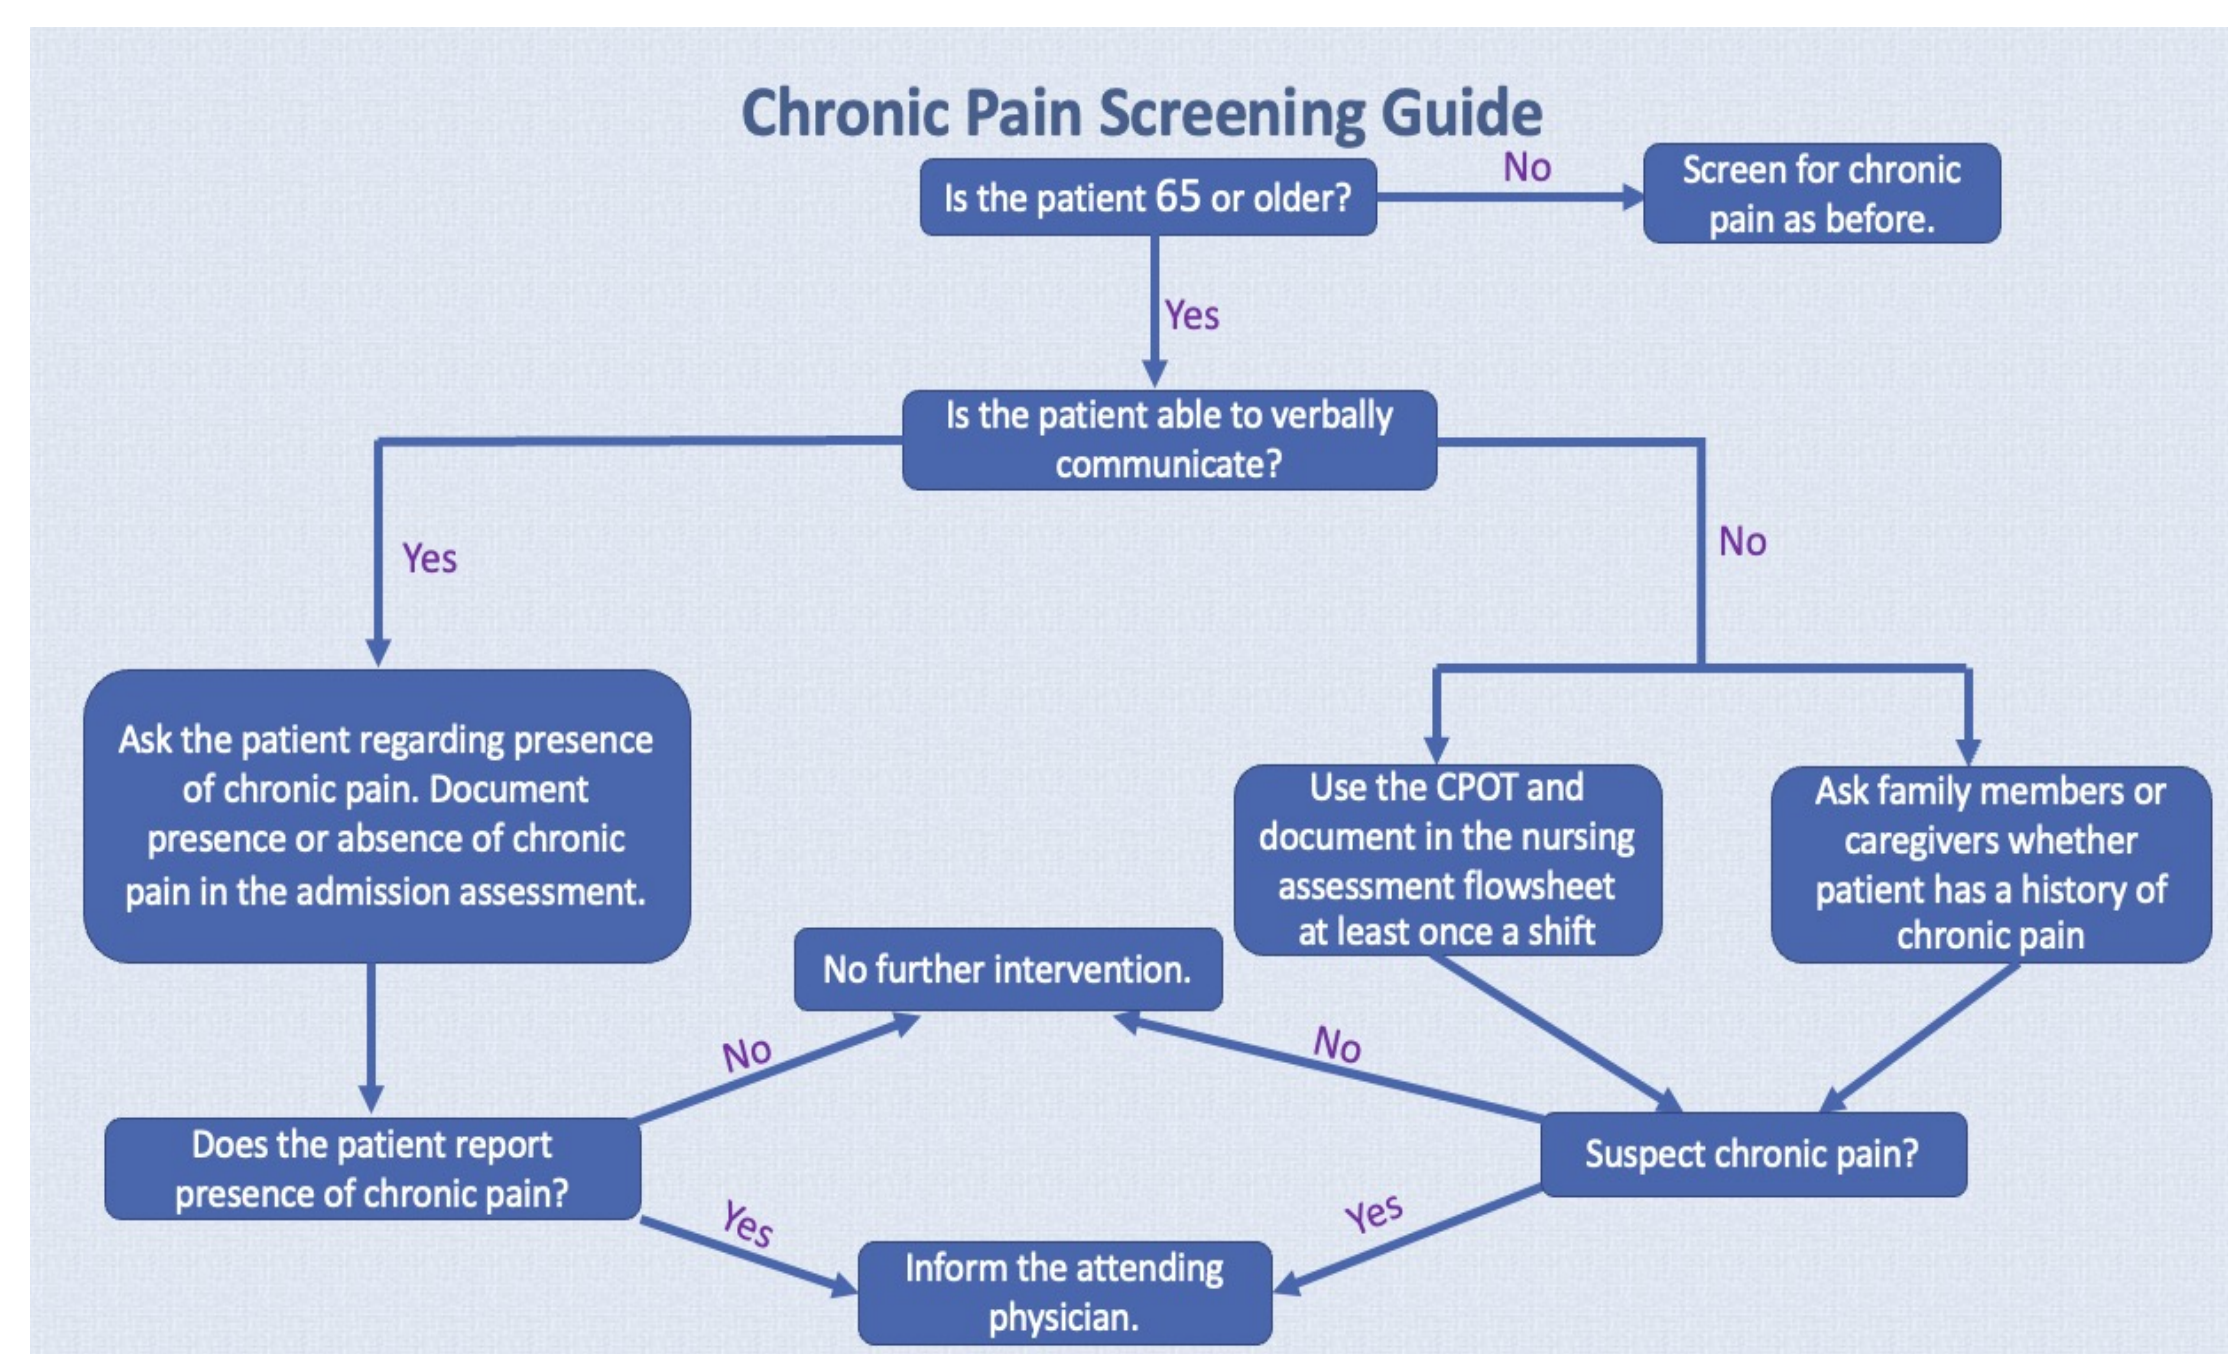 Chronic Pain Screening Guide
Is the patient 65 or older?
No
Screen for chronic
pain as before.
Yes
Is the patient able to verbally
communicate?
Yes
No
Ask the patient regarding presence
of chronic pain. Document
presence or absence of chronic
pain in the admission assessment.
Use the CPOT and
document in the nursing
assessment flowsheet
at least once a shift
Ask family members or
caregivers whether
patient has a history of
chronic pain
No further intervention.
No
No
Does the patient report
presence of chronic pain?
Suspect chronic pain?
Yes
Yes
Inform the attending
physician.